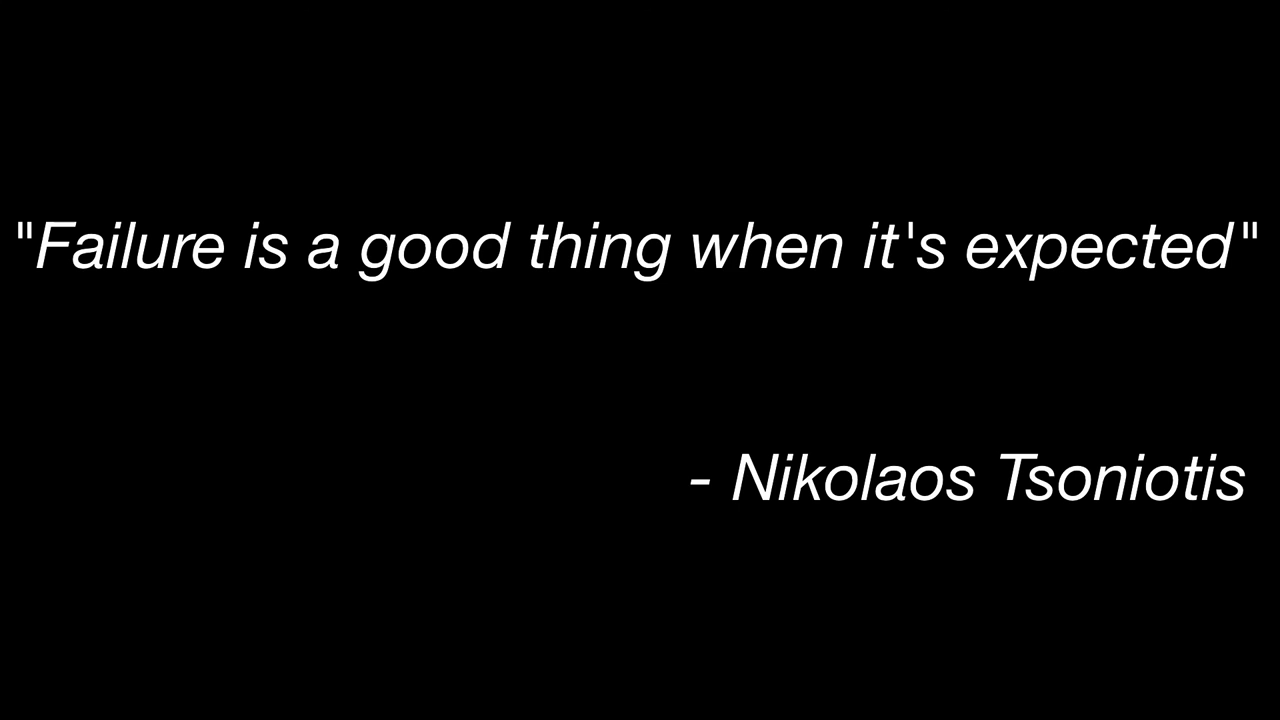 "Failure is a good thing when it's expected"
- Nikolaos Tsoniotis